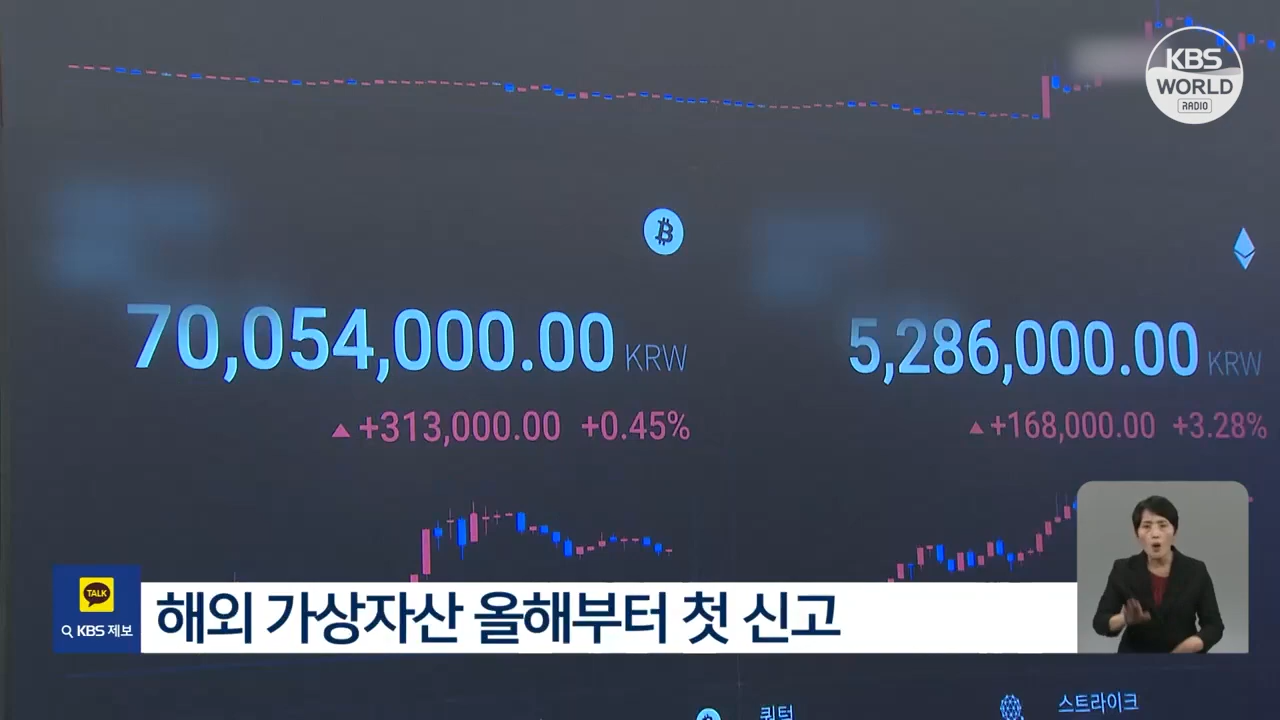 KBS
WORLD
RADIO
70,054,000.00 KRW
▲ +313,000.00 +0.45%
5,286,000.00 KRW
▲ +168,000.00 +3.28%
TALK
KBS 제보
해외 가상자산 올해부터 첫 신고
퀀텀
스트라이크